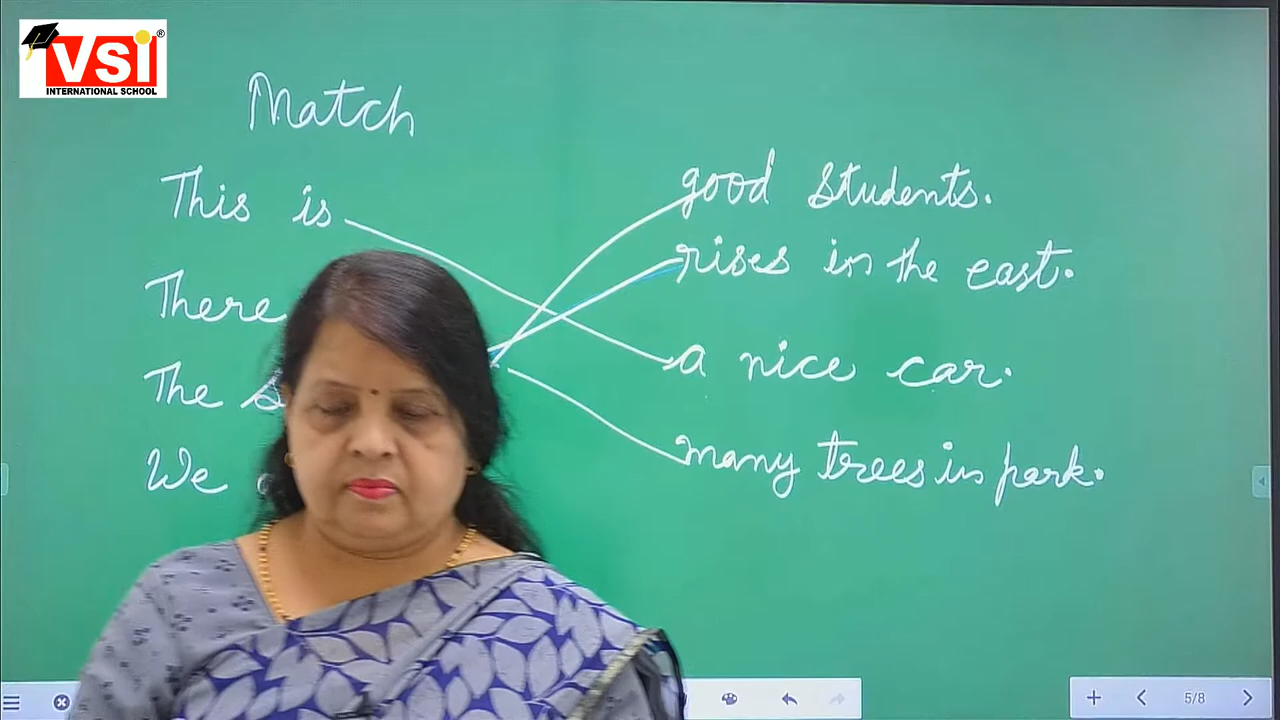 VSI®
INTERNATIONAL SCHOOL
Match
This is
good students.
There
rises in the east.
The
a nice car.
We
many trees in park.
5/8